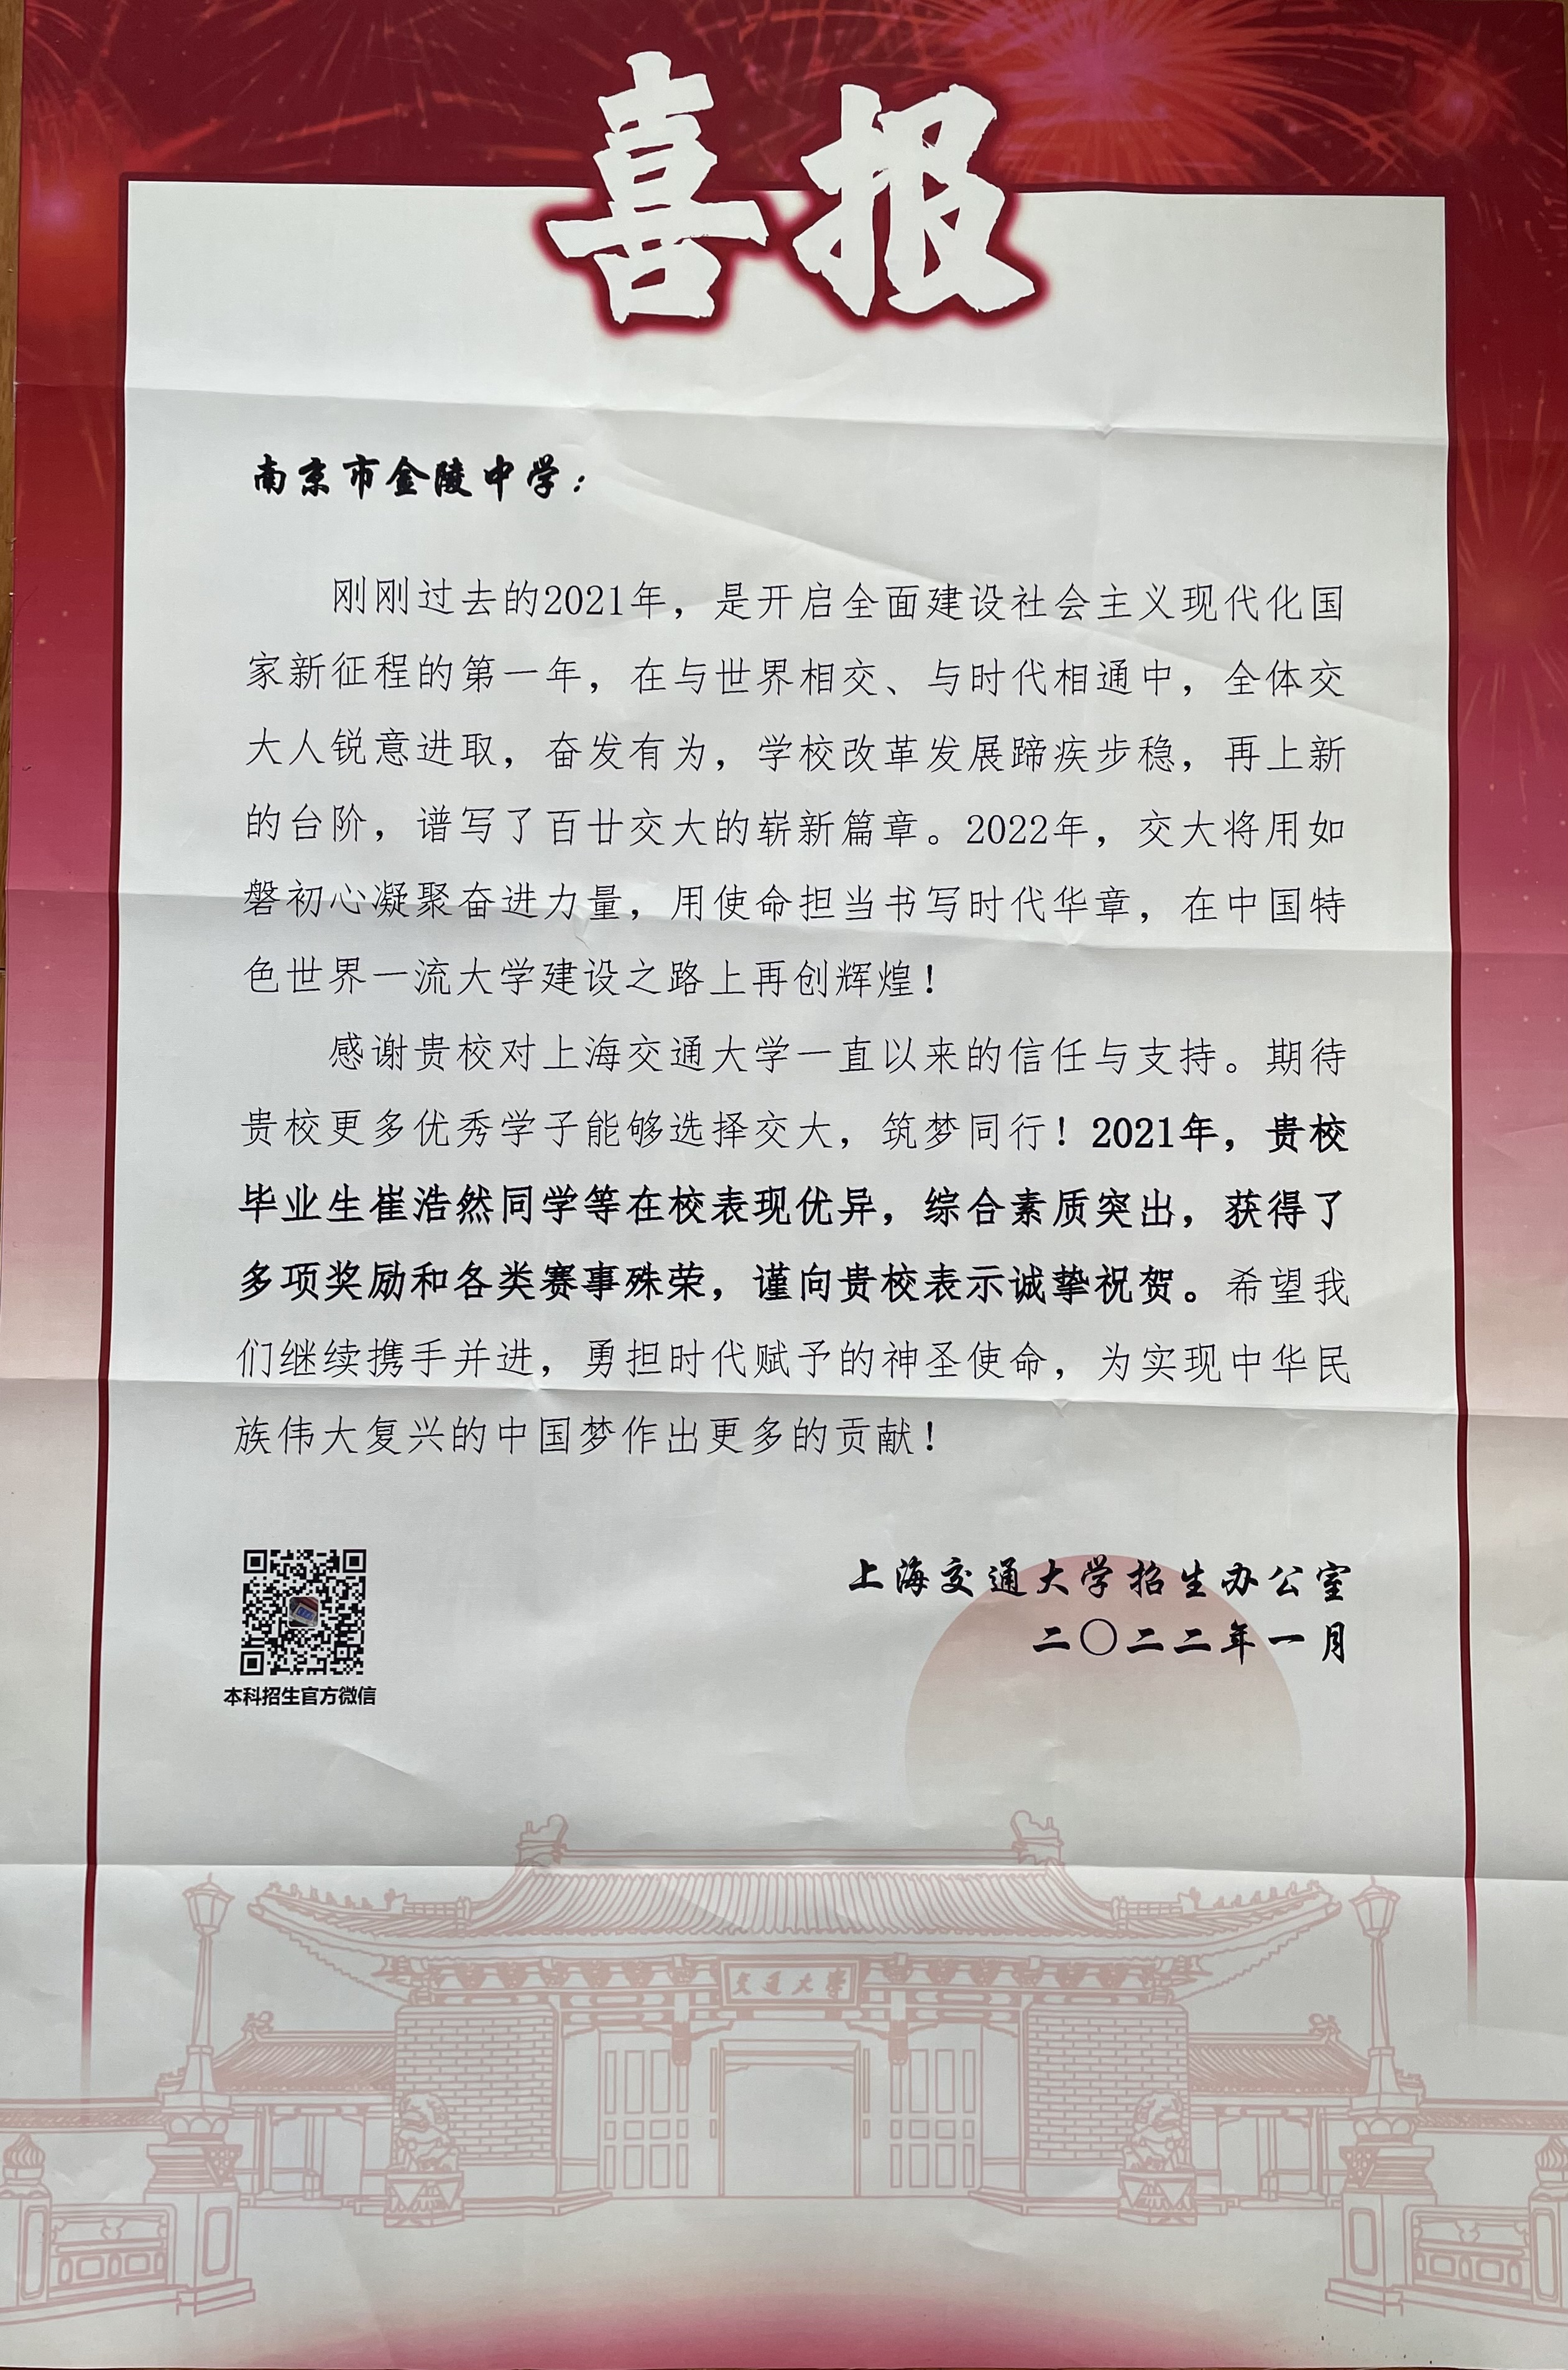 喜报
南京市金陵中学：
刚刚过去的2021年，是开启全面建设社会主义现代化国
家新征程的第一年，在与世界相交、与时代相通中，全体交
大人锐意进取，奋发有为，学校改革发展蹄疾步稳，再上新
的台阶，谱写了百廿交大的崭新篇章。2022年，交大将用如
磐初心凝聚奋进力量，用使命担当书写时代华章，在中国特
色世界一流大学建设之路上再创辉煌！
感谢贵校对上海交通大学一直以来的信任与支持。期待
贵校更多优秀学子能够选择交大，筑梦同行！2021年，贵校
毕业生崔浩然同学等在校表现优异，综合素质突出，获得了
多项奖励和各类赛事殊荣，谨向贵校表示诚挚祝贺。希望我
们继续携手并进，勇担时代赋予的神圣使命，为实现中华民
族伟大复兴的中国梦作出更多的贡献！
上海交通大学招生办公室
二〇二二年一月
本科招生官方微信
交通大学